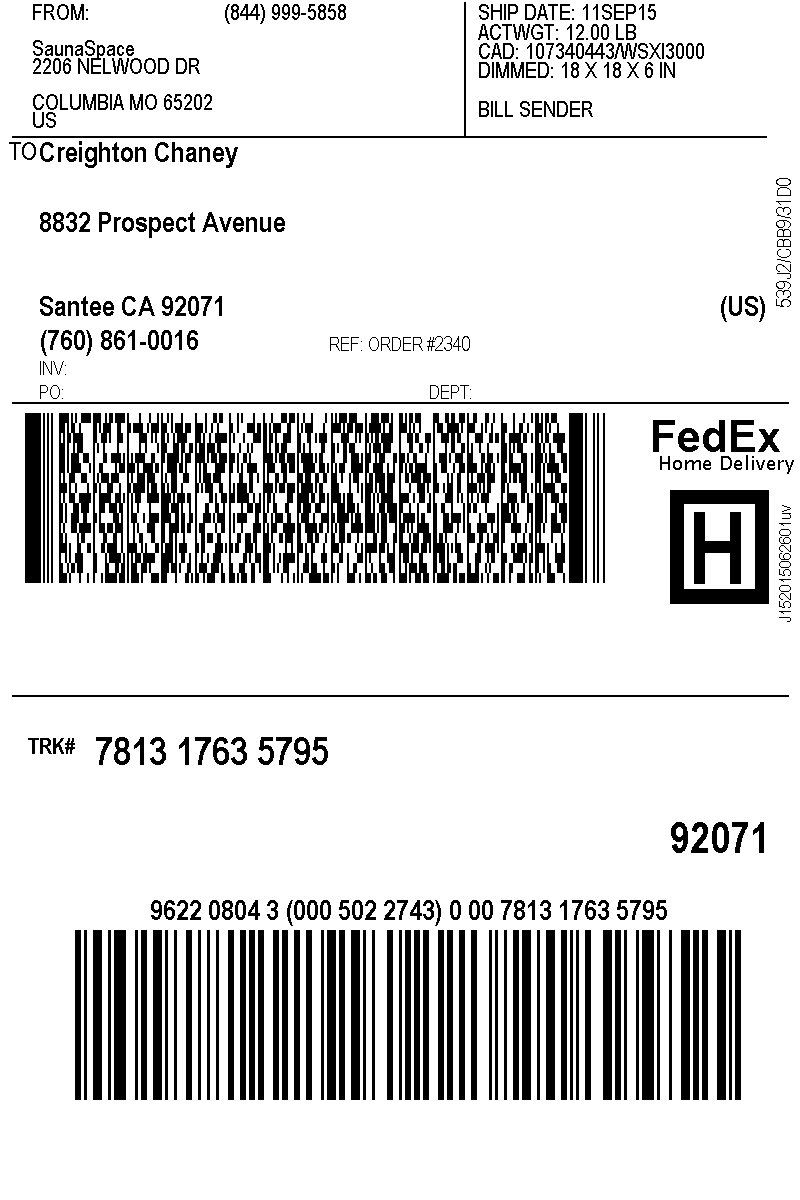 FROM: (844) 999-5858
SaunaSpace
2206 NELWOOD DR
COLUMBIA MO 65202
US
SHIP DATE: 11SEP15
ACTWGT: 12.00 LB
CAD: 107340443/WSXI3000
DIMMED: 18 X 18 X 6 IN
BILL SENDER
TO Creighton Chaney
8832 Prospect Avenue
Santee CA 92071 (US)
(760) 861-0016 REF: ORDER #2340
INV:
PO: DEPT:
539J2/CBB9/31D0
FedEx
Home Delivery
H
J152015062601uv
TRK# 7813 1763 5795
92071
9622 0804 3 (000 502 2743) 0 00 7813 1763 5795